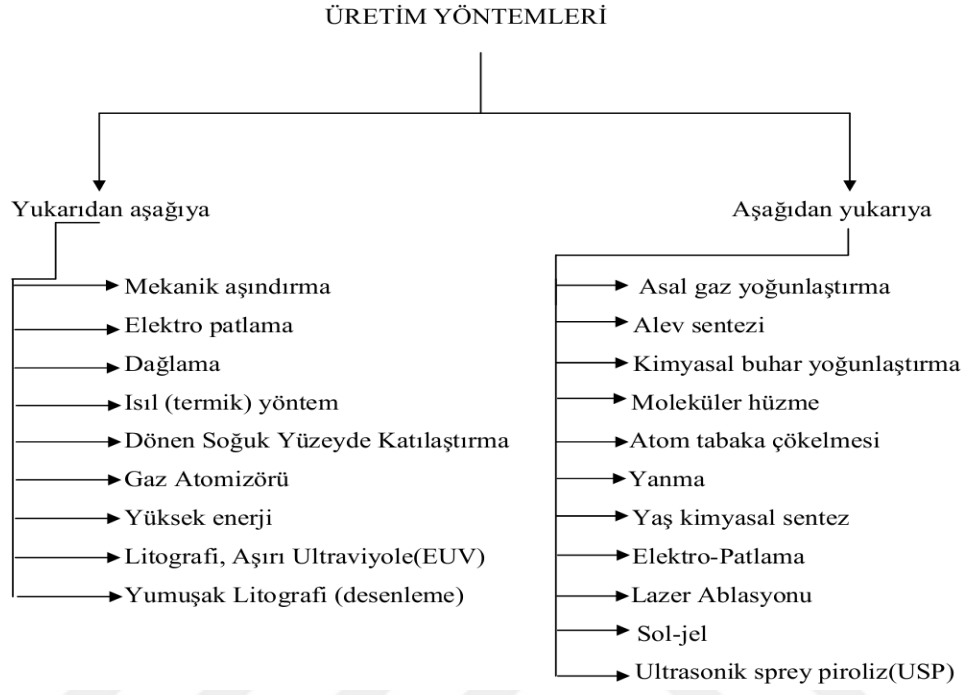 ÜRETİM YÖNTEMLERİ
Yukarıdan aşağıya
Mekanik aşındırma
Elektro patlama
Dağlama
Isıl (termik) yöntem
Dönen Soğuk Yüzeyde Katılaştırma
Gaz Atomizörü
Yüksek enerji
Litografi, Aşırı Ultraviyole(EUV)
Yumuşak Litografi (desenleme)
Aşağıdan yukarıya
Asal gaz yoğunlaştırma
Alev sentezi
Kimyasal buhar yoğunlaştırma
Moleküler hüzme
Atom tabaka çökelmesi
Yanma
Yaş kimyasal sentez
Elektro-Patlama
Lazer Ablasyonu
Sol-jel
Ultrasonik sprey piroliz(USP)